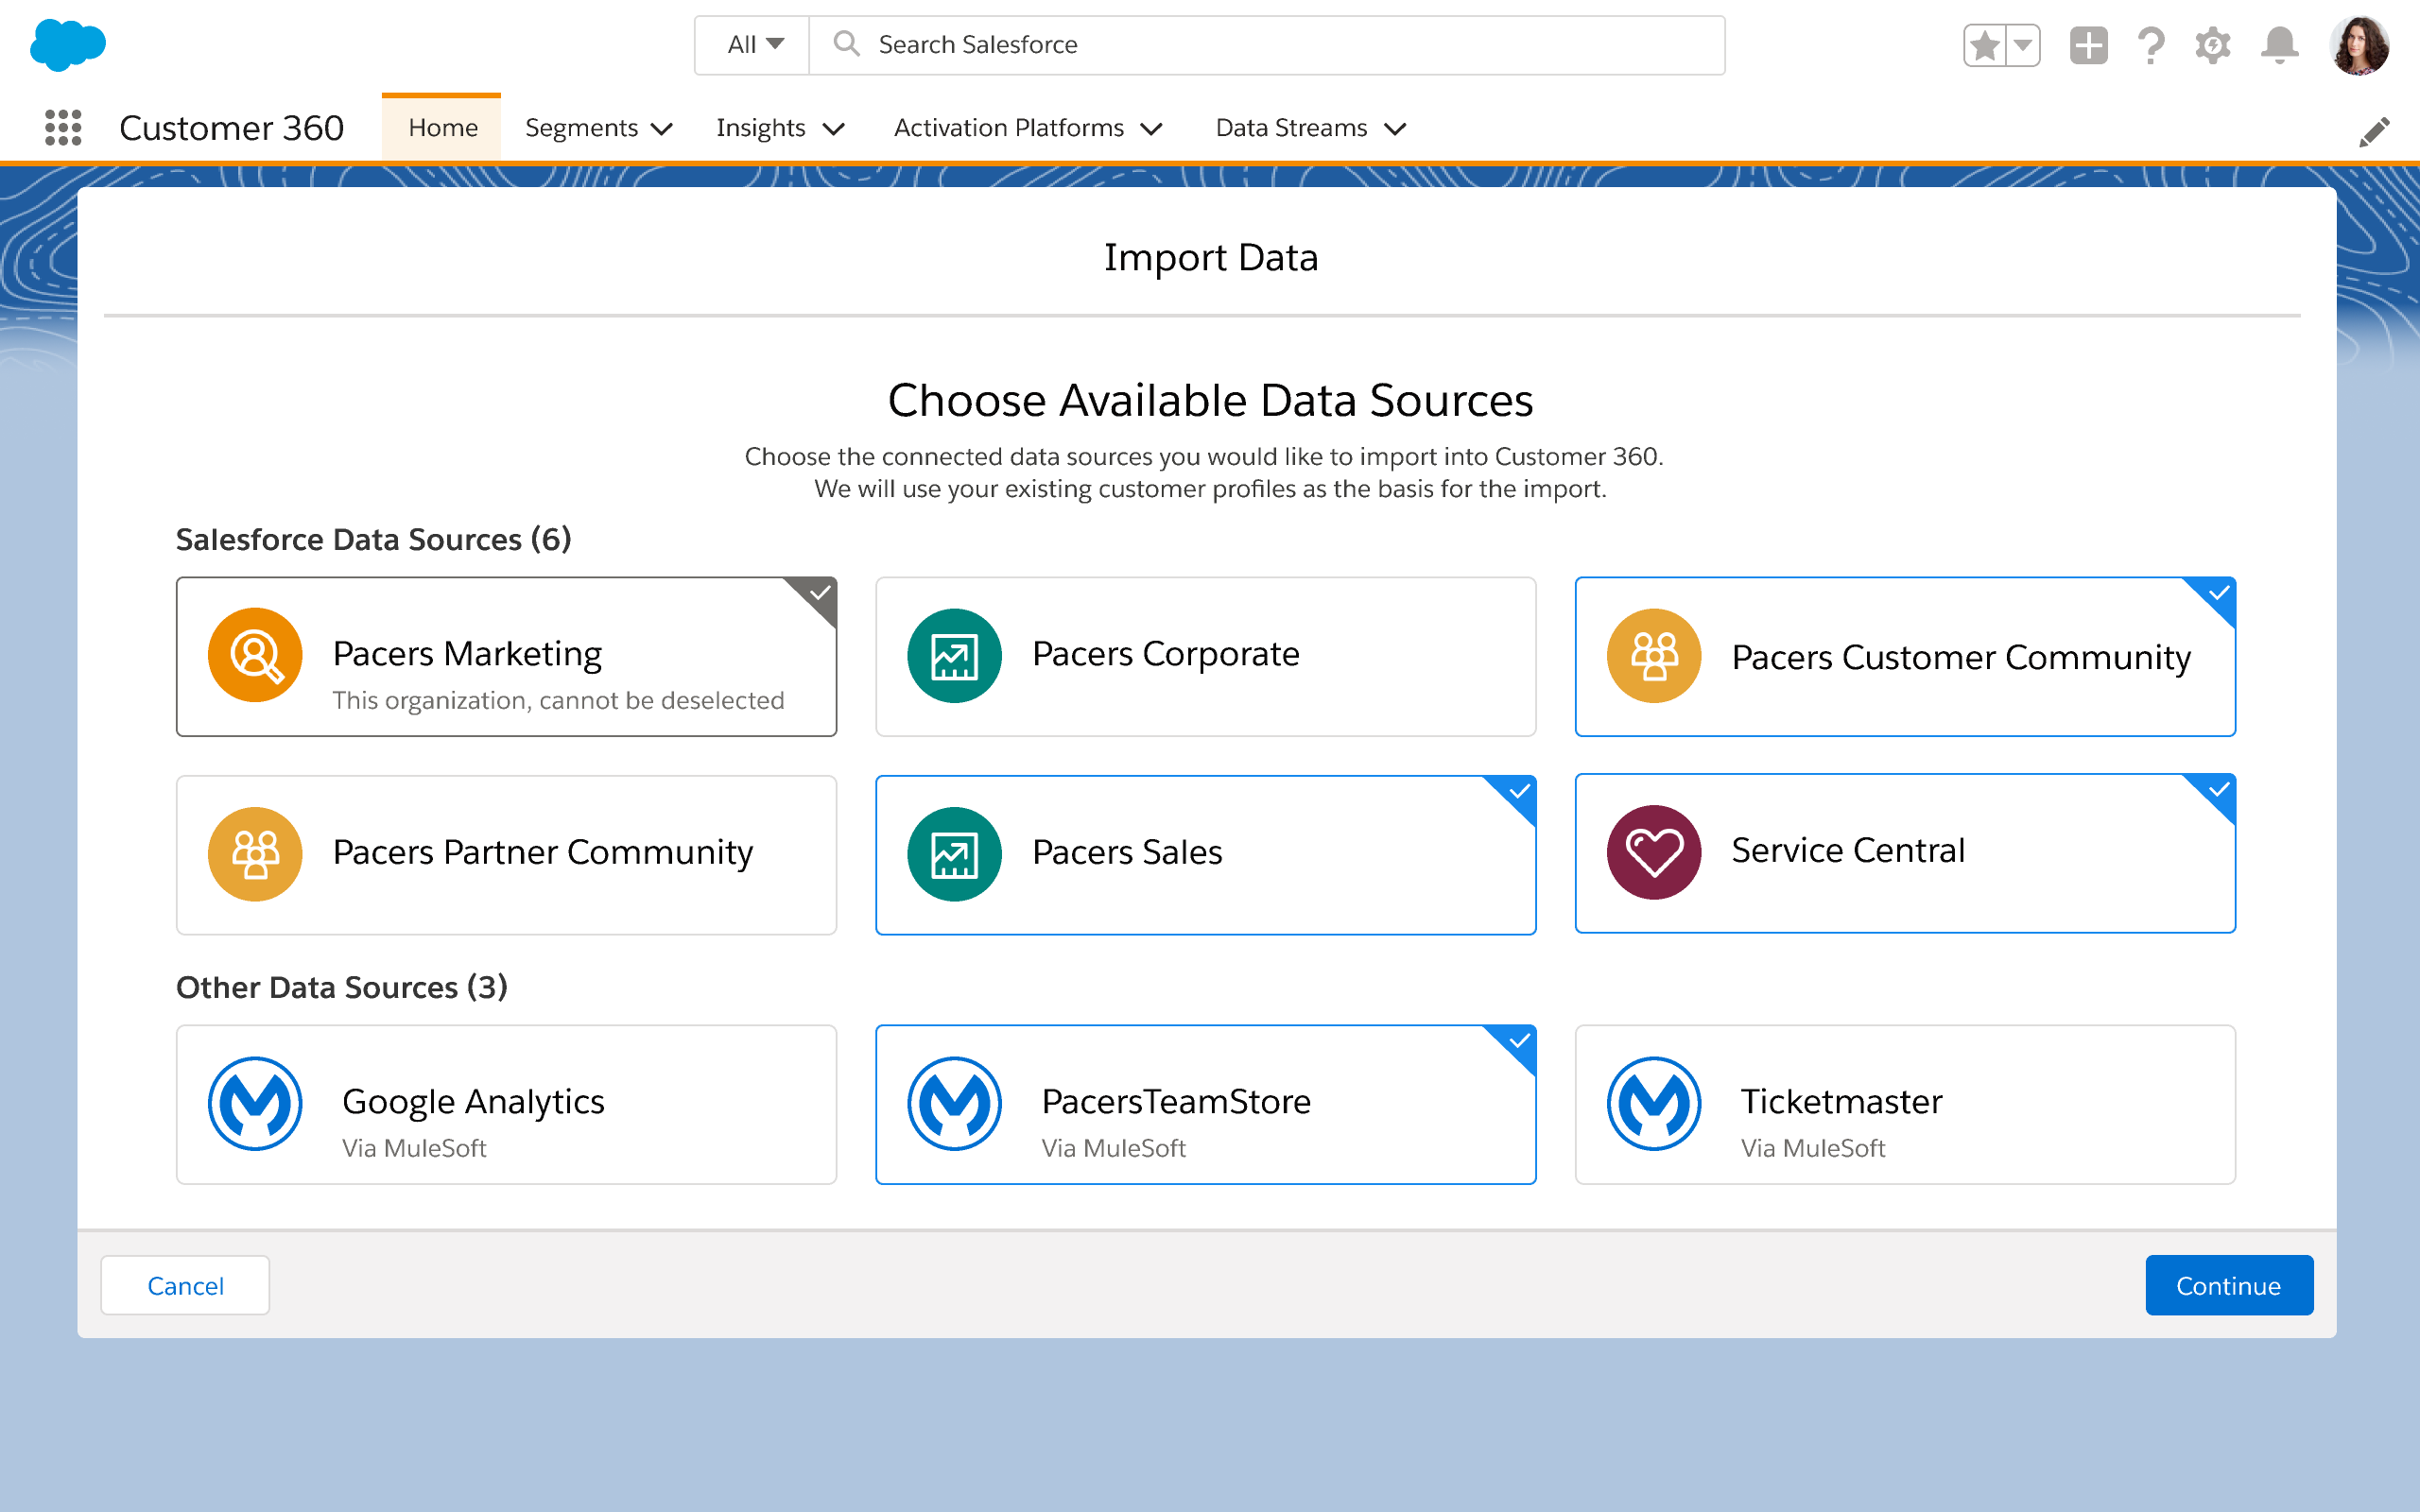 All
Search Salesforce
Customer 360
Home
Segments
Insights
Activation Platforms
Data Streams
Import Data
Choose Available Data Sources
Choose the connected data sources you would like to import into Customer 360.
We will use your existing customer profiles as the basis for the import.
Salesforce Data Sources (6)
Pacers Marketing
This organization, cannot be deselected
Pacers Corporate
Pacers Customer Community
Pacers Partner Community
Pacers Sales
Service Central
Other Data Sources (3)
Google Analytics
Via MuleSoft
PacersTeamStore
Via MuleSoft
Ticketmaster
Via MuleSoft
Cancel
Continue